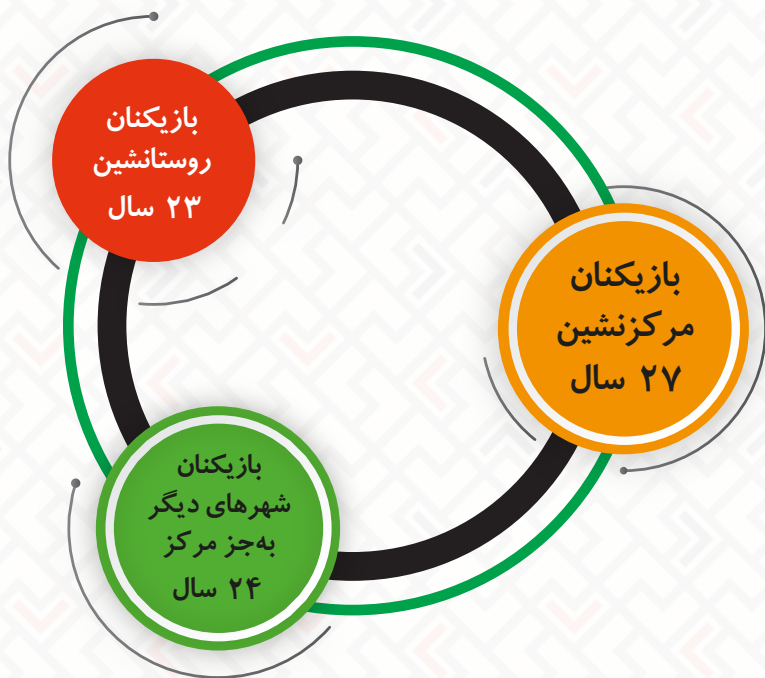 بازیکنان
روستانشین
۲۳ سال
بازیکنان
مرکزنشین
۲۷ سال
بازیکنان
شهرهای دیگر
به‌جز مرکز
۲۴ سال